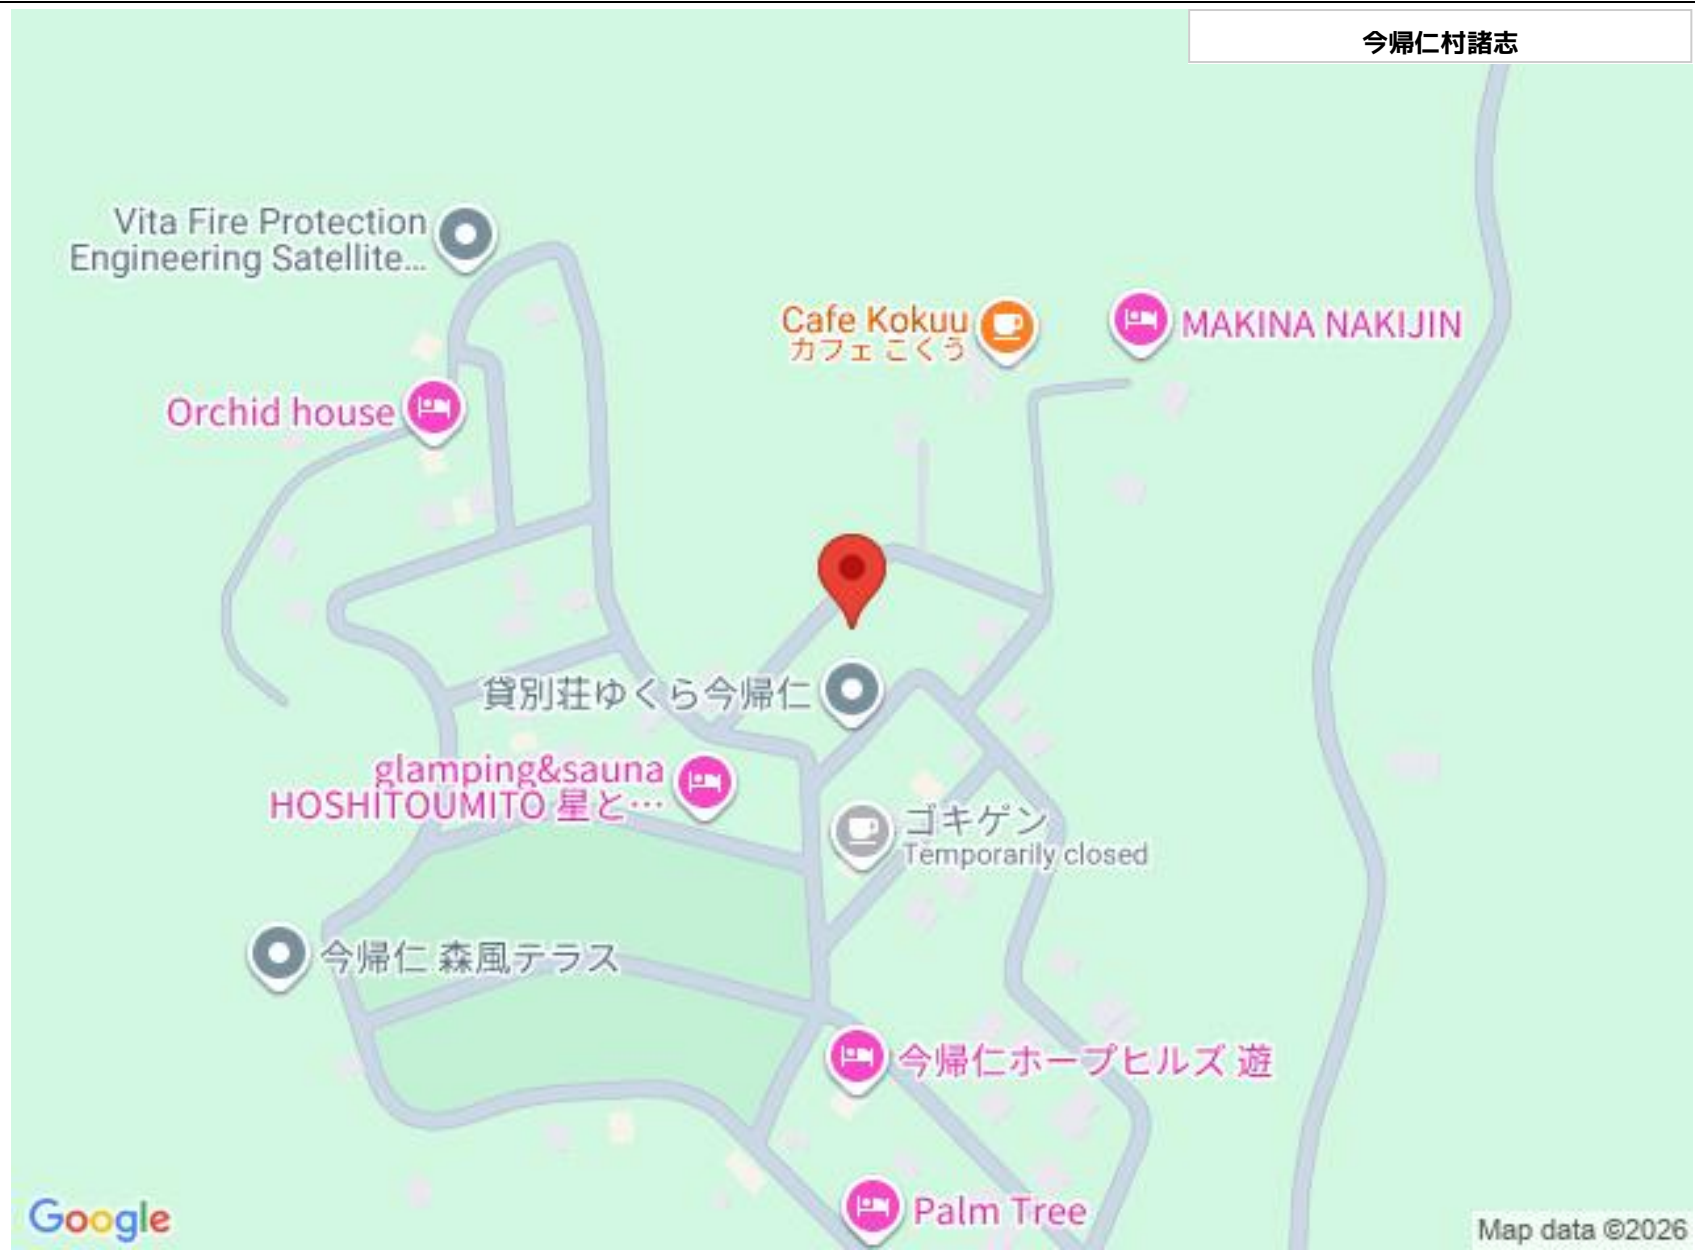 今帰仁村諸志
Vita Fire Protection
Engineering Satellite...
Cafe Kokuu
カフェ こくう
MAKINA NAKIJIN
Orchid house
貸別荘ゆくら今帰仁
glamping&sauna
HOSHITOUMITO 星と…
ゴキゲン
Temporarily closed
今帰仁 森風テラス
今帰仁ホープヒルズ 遊
Palm Tree
Google
Map data ©2026